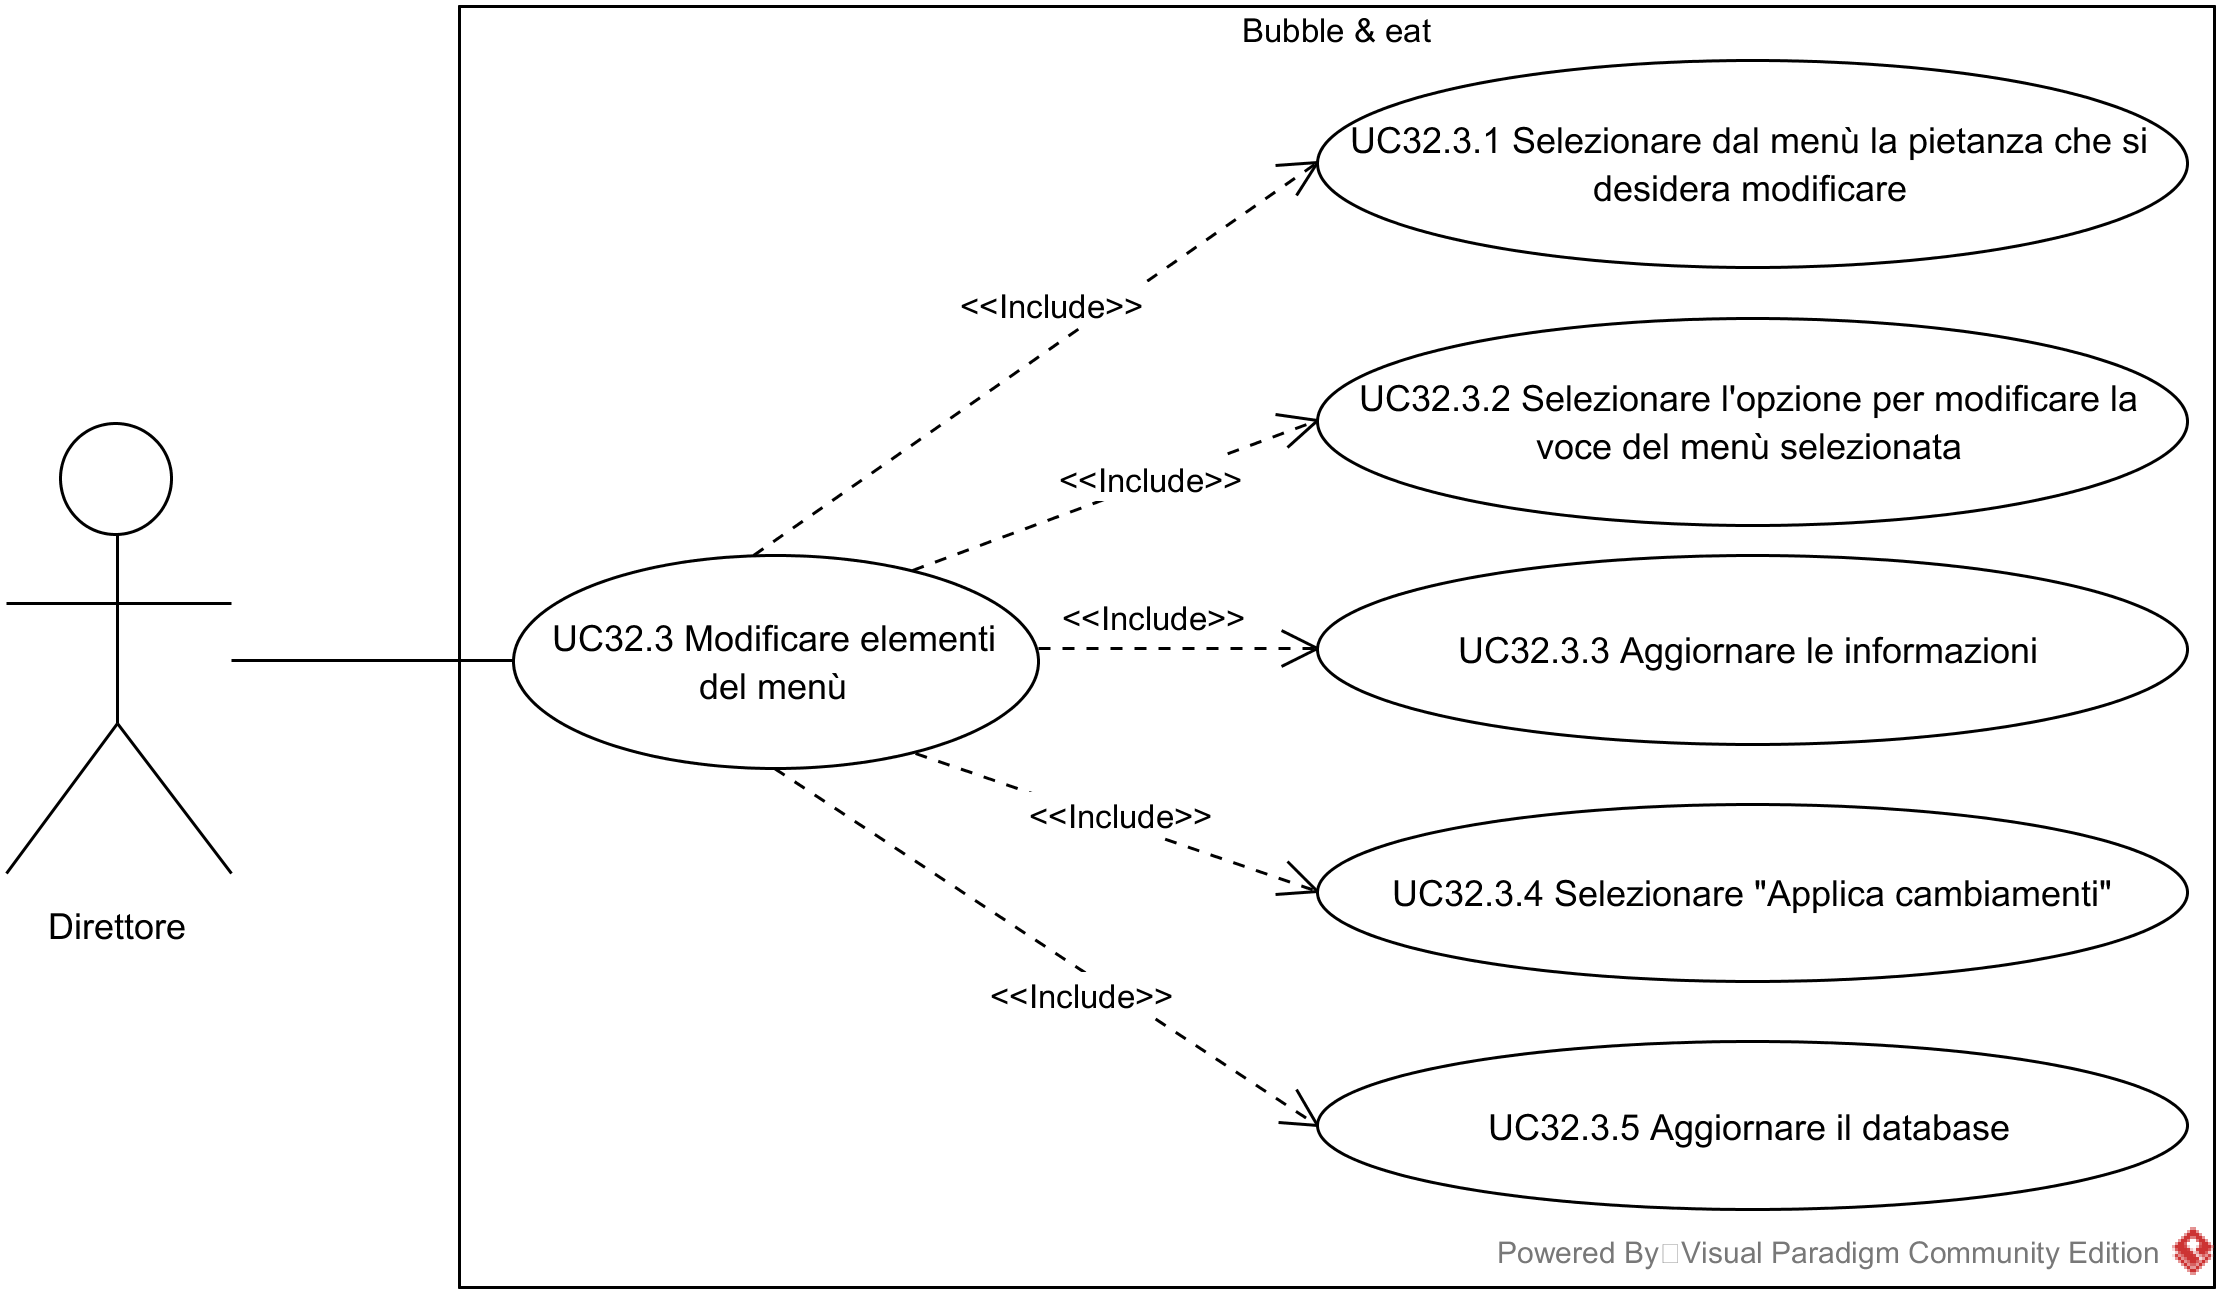 Bubble & eat
UC32.3.1 Selezionare dal menù la pietanza che si
desidera modificare
<<Include>>
UC32.3.2 Selezionare l'opzione per modificare la
voce del menù selezionata
<<Include>>
<<Include>>
UC32.3 Modificare elementi
del menù
UC32.3.3 Aggiornare le informazioni
<<Include>>
UC32.3.4 Selezionare "Applica cambiamenti"
Direttore
<<Include>>
UC32.3.5 Aggiornare il database
Powered By Visual Paradigm Community Edition